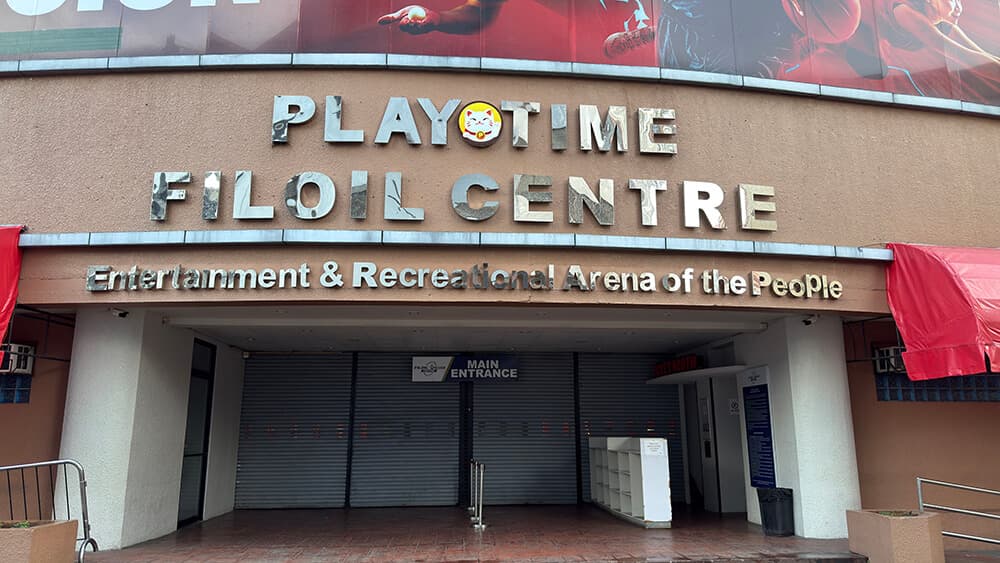 PLAYTIME
FILOIL CENTRE
Entertainment & Recreational Arena of the People
MAIN
ENTRANCE